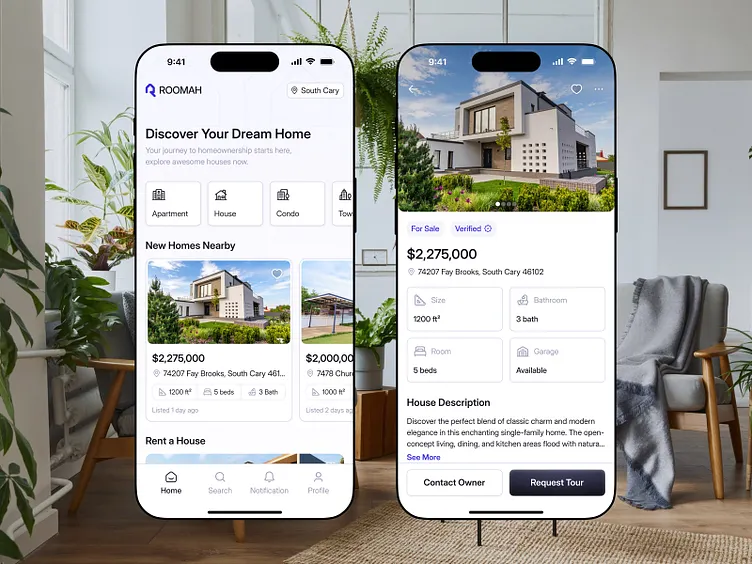 9:41
ROOMAH
South Cary
Discover Your Dream Home
Your journey to homeownership starts here,
explore awesome houses now.
Apartment
House
Condo
Tow
New Homes Nearby
$2,275,000
74207 Fay Brooks, South Cary 461...
1200 ft²
5 beds
3 Bath
Listed 1 day ago
$2,000,00
7478 Churc
1000 ft²
Listed 2 days ag
Rent a House
Home
Search
Notification
Profile
9:41
For Sale
Verified
$2,275,000
74207 Fay Brooks, South Cary 46102
Size
1200 ft²
Bathroom
3 bath
Room
5 beds
Garage
Available
House Description
Discover the perfect blend of classic charm and modern
elegance in this enchanting single-family home. The open-
concept living, dining, and kitchen areas flood with natura...
See More
Contact Owner
Request Tour